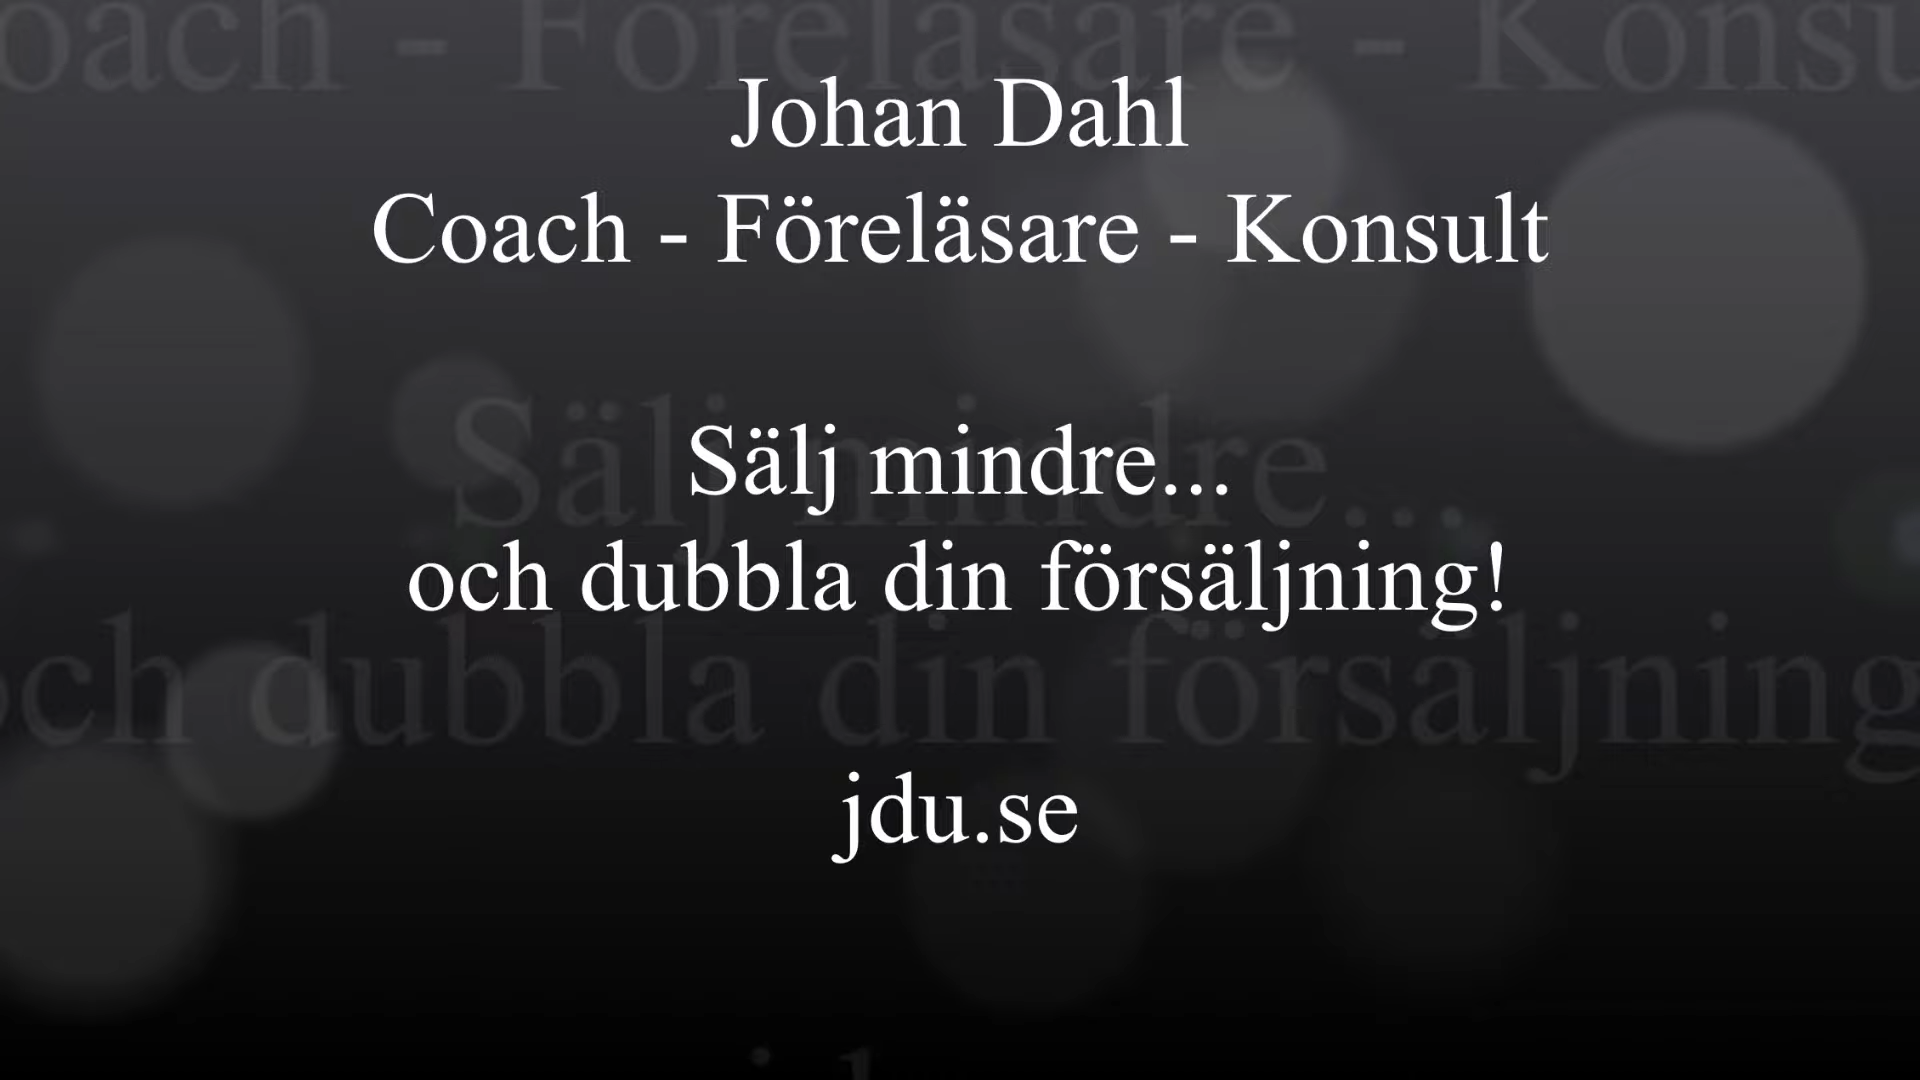 Johan Dahl
Coach - Föreläsare - Konsult
Sälj mindre...
och dubbla din försäljning!
jdu.se